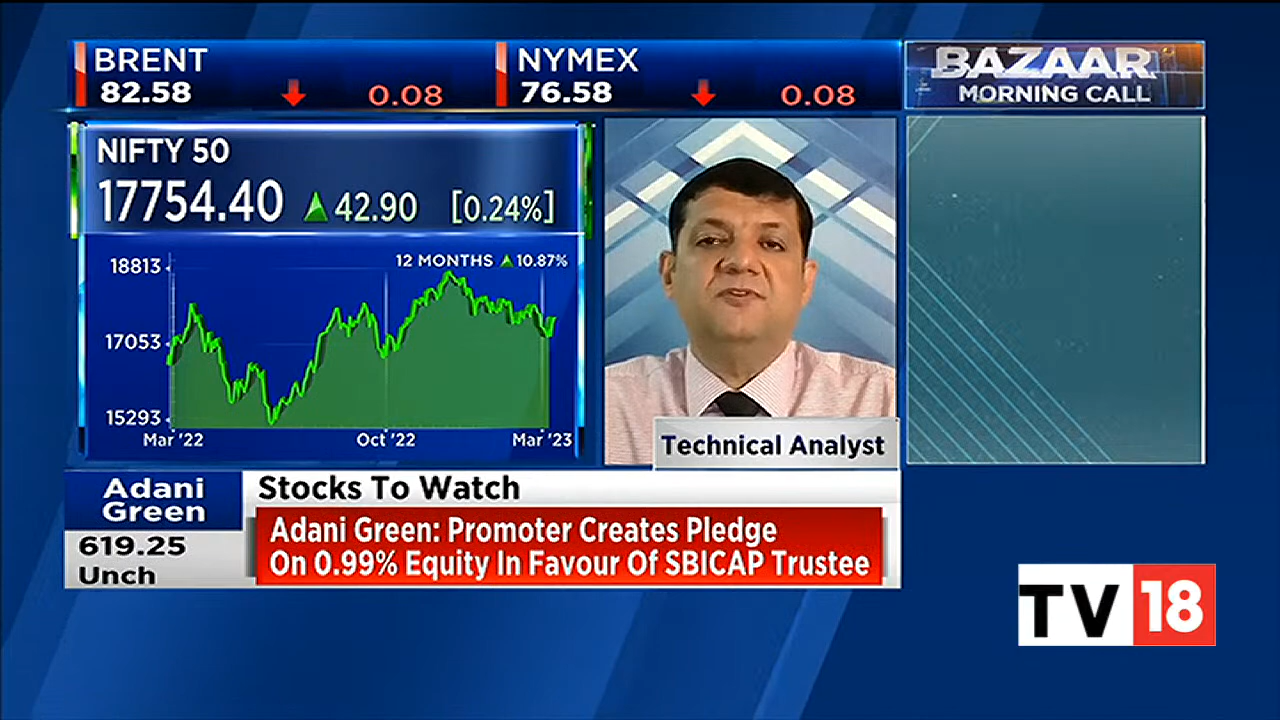 BRENT
82.58 0.08
NYMEX
76.58 0.08
BAZAAR
MORNING CALL
NIFTY 50
17754.40 42.90 [0.24%]
12 MONTHS 10.87%
18813
17053
15293
Mar '22 Oct '22 Mar '23
Technical Analyst
Adani
Green
619.25
Unch
Stocks To Watch
Adani Green: Promoter Creates Pledge
On 0.99% Equity In Favour Of SBICAP Trustee
TV 18